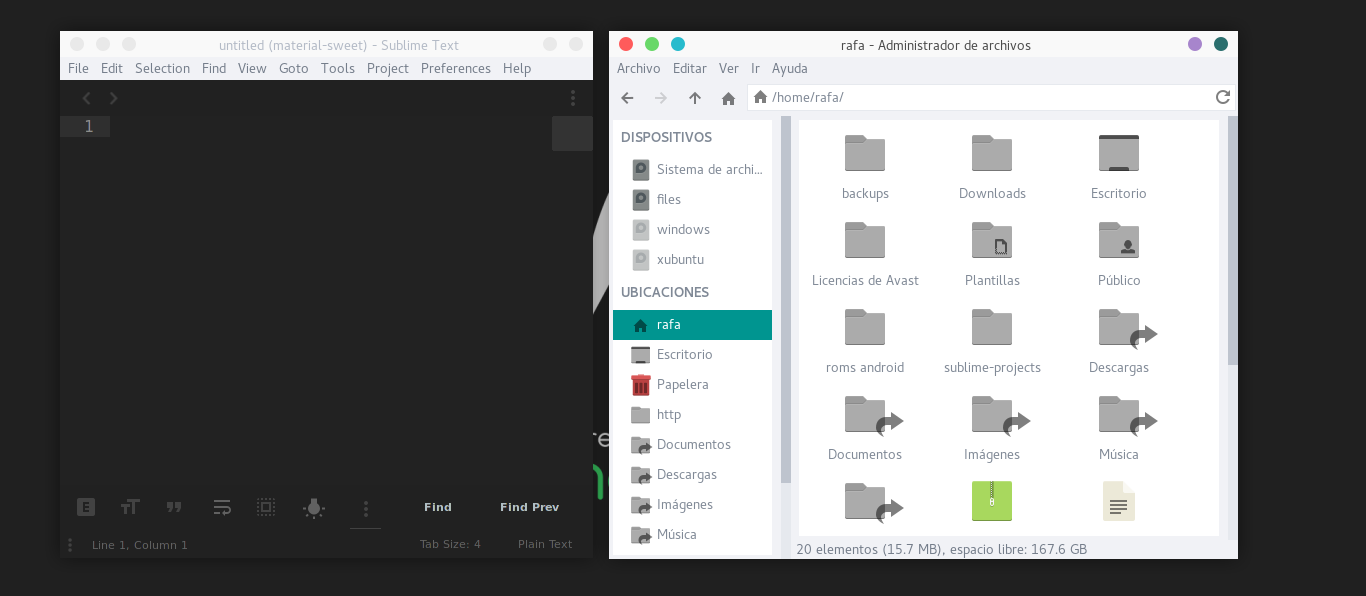 untitled (material-sweet) - Sublime Text
File Edit Selection Find View Goto Tools Project Preferences Help
1
E
Find Find Prev
Line 1, Column 1 Tab Size: 4 Plain Text
rafa - Administrador de archivos
Archivo Editar Ver Ir Ayuda
/home/rafa/
DISPOSITIVOS
Sistema de archi...
files
windows
xubuntu
UBICACIONES
rafa
Escritorio
Papelera
http
Documentos
Descargas
Imágenes
Música
backups Downloads Escritorio
Licencias de Avast Plantillas Público
roms android sublime-projects Descargas
Documentos Imágenes Música
20 elementos (15.7 MB), espacio libre: 167.6 GB